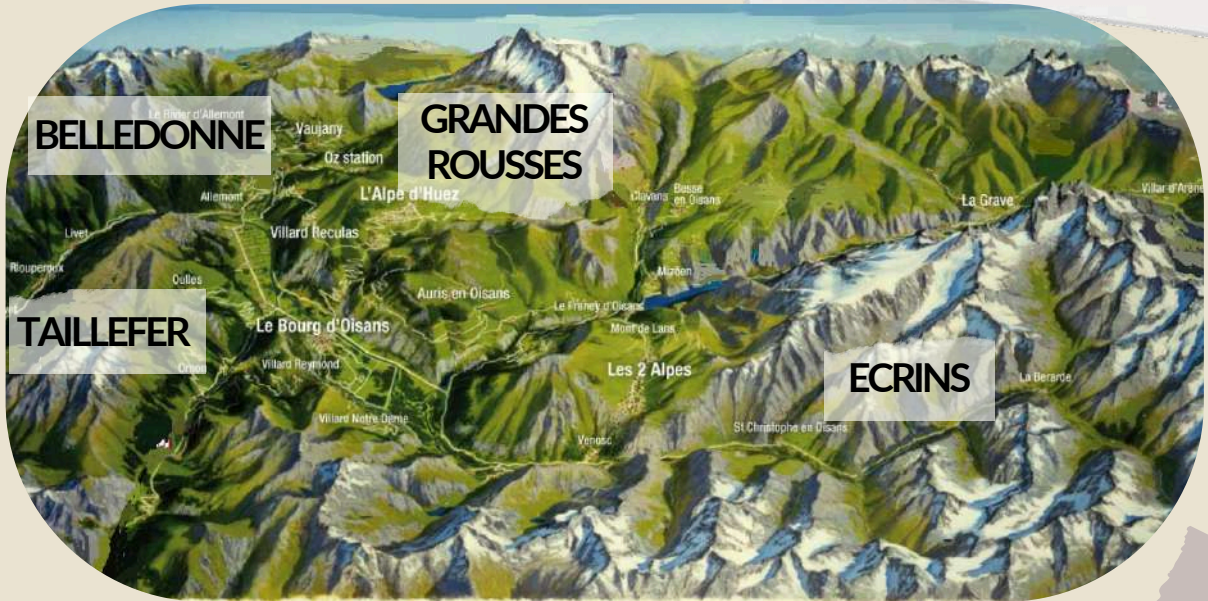 Le Rivier d'Allemont
BELLEDONNE
Vaujany
Oz station
GRANDES
ROUSSES
L'Alpe d'Huez
Allemont
Clavans
Besse
en Oisans
La Grave
Villar d'Arène
Livet
Villard Reculas
Rioupéroux
Oulles
Auris en Oisans
Mizoen
Le Freney d'Oisans
TAILLEFER
Le Bourg d'Oisans
Mont de Lans
Villard Reymond
Ornon
Les 2 Alpes
ECRINS
La Berarde
Villard Notre Dame
Venosc
St Christophe en Oisans